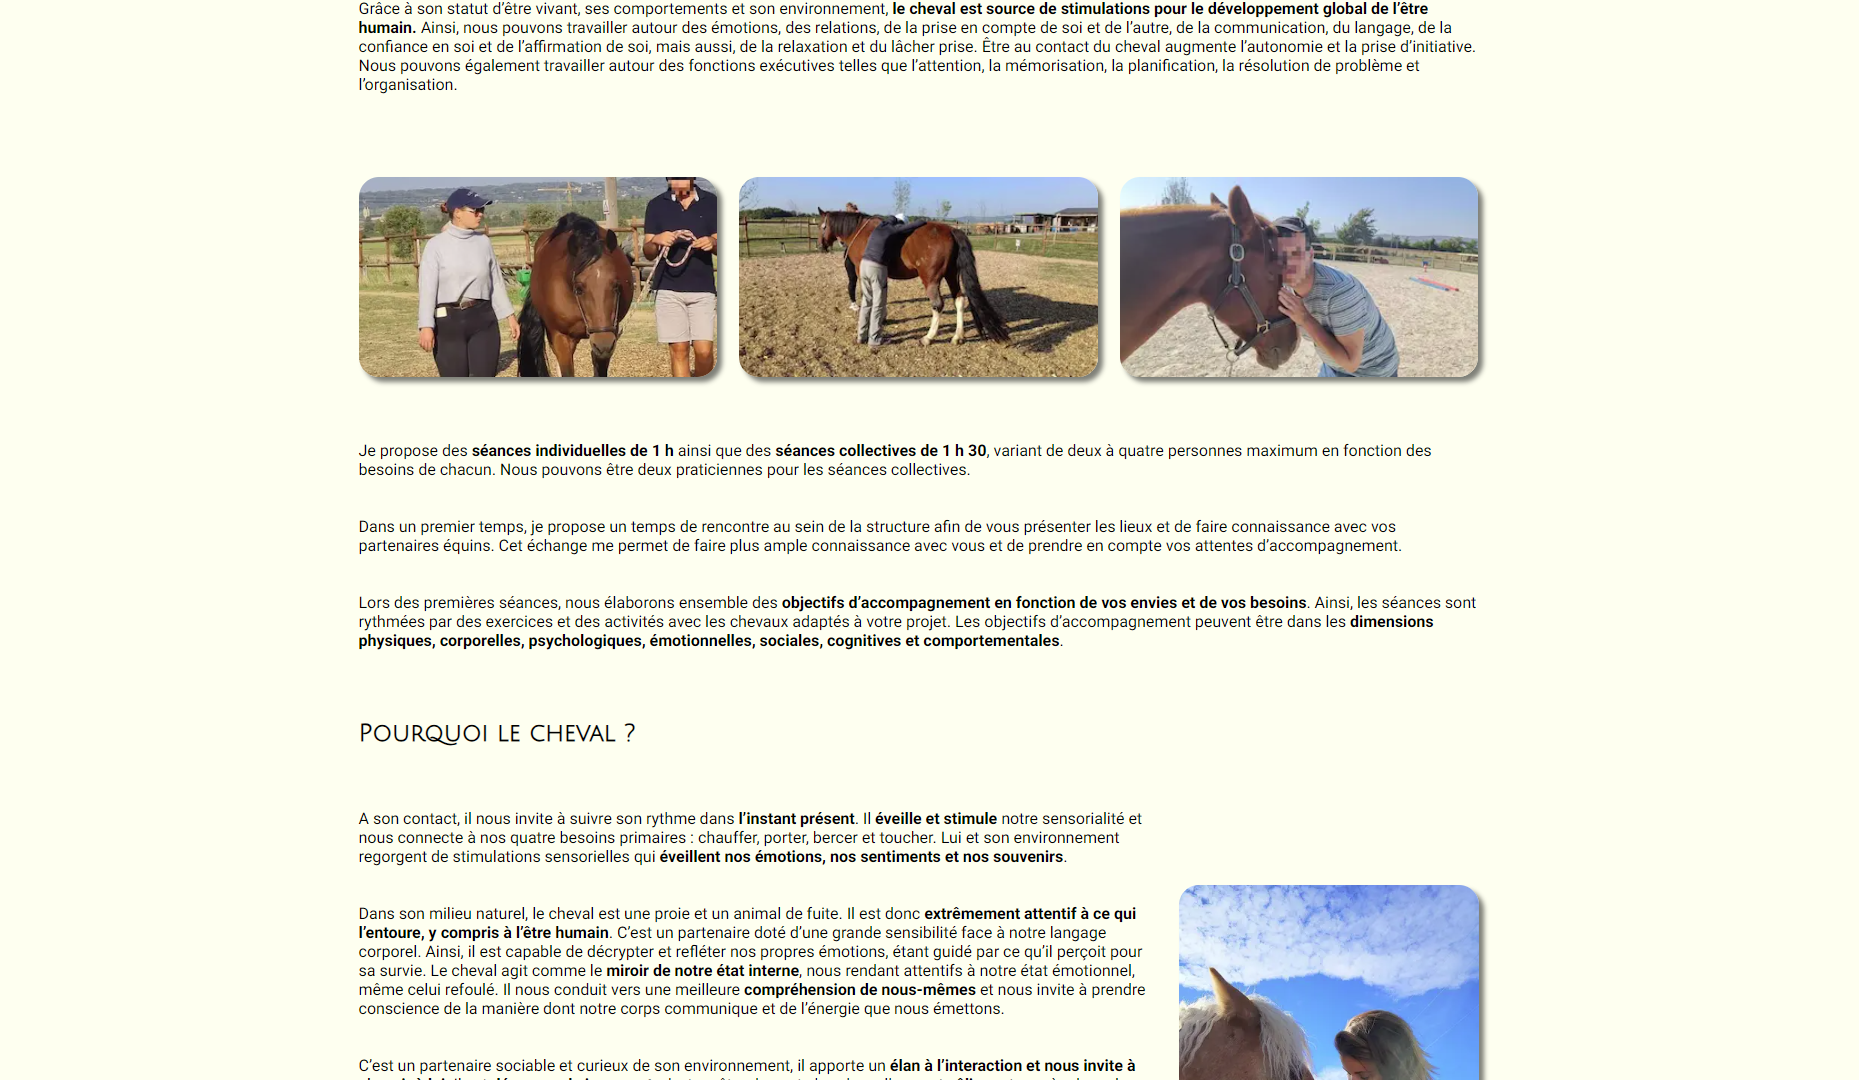 Grâce à son statut d’être vivant, ses comportements et son environnement, le cheval est source de stimulations pour le développement global de l’être
humain. Ainsi, nous pouvons travailler autour des émotions, des relations, de la prise en compte de soi et de l’autre, de la communication, du langage, de la
confiance en soi et de l’affirmation de soi, mais aussi, de la relaxation et du lâcher prise. Être au contact du cheval augmente l’autonomie et la prise d’initiative.
Nous pouvons également travailler autour des fonctions exécutives telles que l’attention, la mémorisation, la planification, la résolution de problème et
l’organisation.
Je propose des séances individuelles de 1 h ainsi que des séances collectives de 1 h 30, variant de deux à quatre personnes maximum en fonction des
besoins de chacun. Nous pouvons être deux praticiennes pour les séances collectives.
Dans un premier temps, je propose un temps de rencontre au sein de la structure afin de vous présenter les lieux et de faire connaissance avec vos
partenaires équins. Cet échange me permet de faire plus ample connaissance avec vous et de prendre en compte vos attentes d’accompagnement.
Lors des premières séances, nous élaborons ensemble des objectifs d’accompagnement en fonction de vos envies et de vos besoins. Ainsi, les séances sont
rythmées par des exercices et des activités avec les chevaux adaptés à votre projet. Les objectifs d’accompagnement peuvent être dans les dimensions
physiques, corporelles, psychologiques, émotionnelles, sociales, cognitives et comportementales.
Pourquoi le cheval ?
A son contact, il nous invite à suivre son rythme dans l’instant présent. Il éveille et stimule notre sensorialité et
nous connecte à nos quatre besoins primaires : chauffer, porter, bercer et toucher. Lui et son environnement
regorgent de stimulations sensorielles qui éveillent nos émotions, nos sentiments et nos souvenirs.
Dans son milieu naturel, le cheval est une proie et un animal de fuite. Il est donc extrêmement attentif à ce qui
l’entoure, y compris à l’être humain. C’est un partenaire doté d’une grande sensibilité face à notre langage
corporel. Ainsi, il est capable de décrypter et refléter nos propres émotions, étant guidé par ce qu’il perçoit pour
sa survie. Le cheval agit comme le miroir de notre état interne, nous rendant attentifs à notre état émotionnel,
même celui refoulé. Il nous conduit vers une meilleure compréhension de nous-mêmes et nous invite à prendre
conscience de la manière dont notre corps communique et de l’énergie que nous émettons.
C’est un partenaire sociable et curieux de son environnement, il apporte un élan à l’interaction et nous invite à